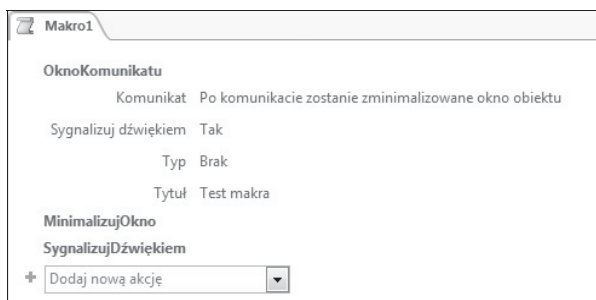 Makro1
OknoKomunikatu
Komunikat Po komunikacie zostanie zminimalizowane okno obiektu
Sygnalizuj dźwiękiem Tak
Typ Brak
Tytuł Test makra
MinimalizujOkno
SygnalizujDźwiękiem
Dodaj nową akcję